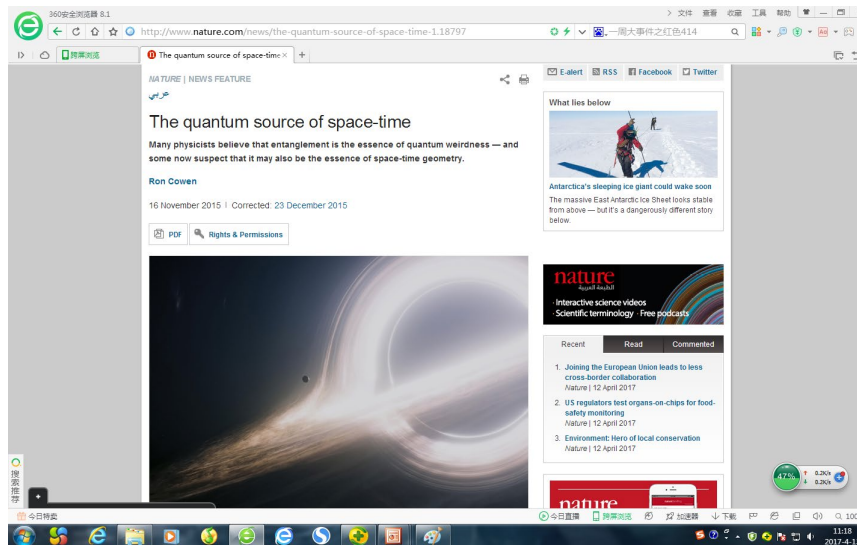 360安全浏览器 8.1
文件 查看 收藏 工具 帮助
http://www.nature.com/news/the-quantum-source-of-space-time-1.18797
一周大事件之红色414
跨屏浏览
The quantum source of space-time
NATURE | NEWS FEATURE
عربي
The quantum source of space-time
Many physicists believe that entanglement is the essence of quantum weirdness — and
some now suspect that it may also be the essence of space-time geometry.
Ron Cowen
16 November 2015 | Corrected: 23 December 2015
PDF
Rights & Permissions
E-alert RSS Facebook Twitter
What lies below
Antarctica's sleeping ice giant could wake soon
The massive East Antarctic Ice Sheet looks stable
from above — but it's a dangerously different story
below.
nature
الطبعة العربية
· Interactive science videos
· Scientific terminology · Free podcasts
Recent Read Commented
1. Joining the European Union leads to less
cross-border collaboration
Nature | 12 April 2017
2. US regulators test organs-on-chips for food-
safety monitoring
Nature | 12 April 2017
3. Environment: Hero of local conservation
Nature | 12 April 2017
nature
47%
0.2K/s
0.2K/s
搜索推荐
今日特卖
今日直播 跨屏浏览 加速器 下载 100
11:18